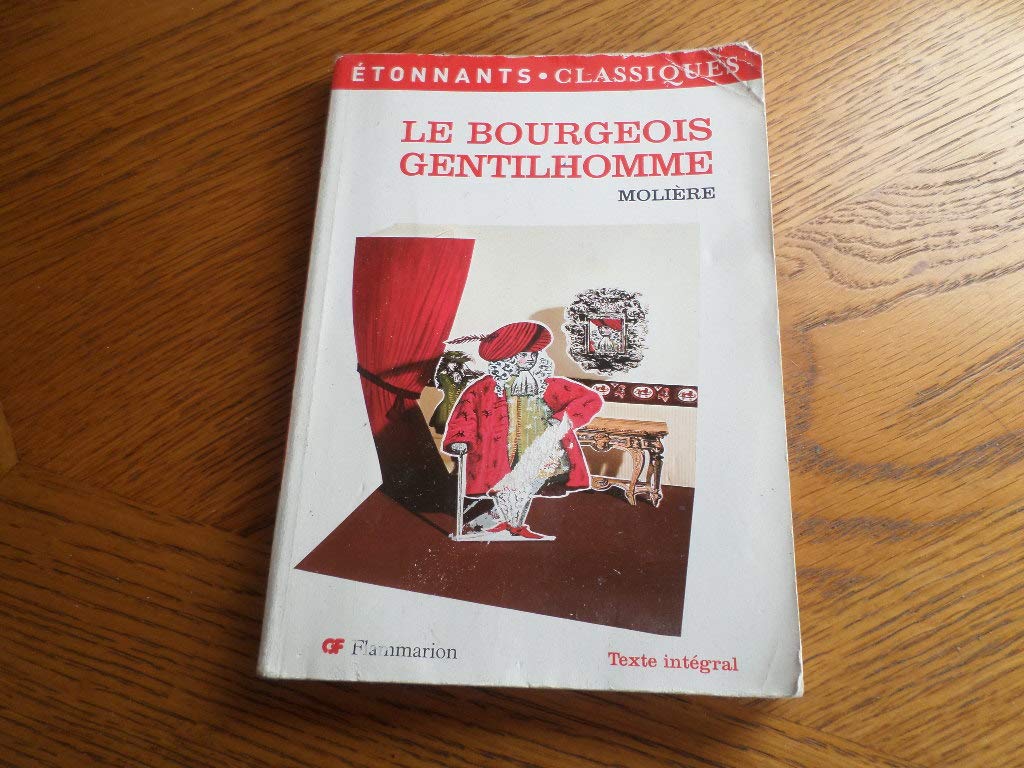 ÉTONNANTS • CLASSIQUES
LE BOURGEOIS
GENTILHOMME
MOLIÈRE
GF Flammarion
Texte intégral